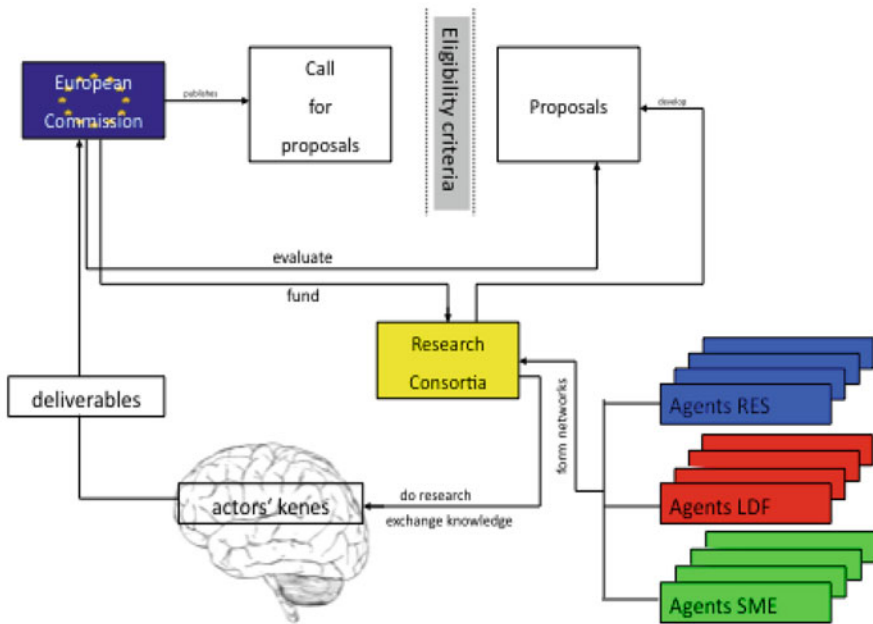 European
Commission
publishes
Call
for
proposals
Eligibility criteria
Proposals
develop
evaluate
fund
Research
Consortia
form networks
Agents RES
Agents LDF
Agents SME
deliverables
actors' kenes
do research
exchange knowledge